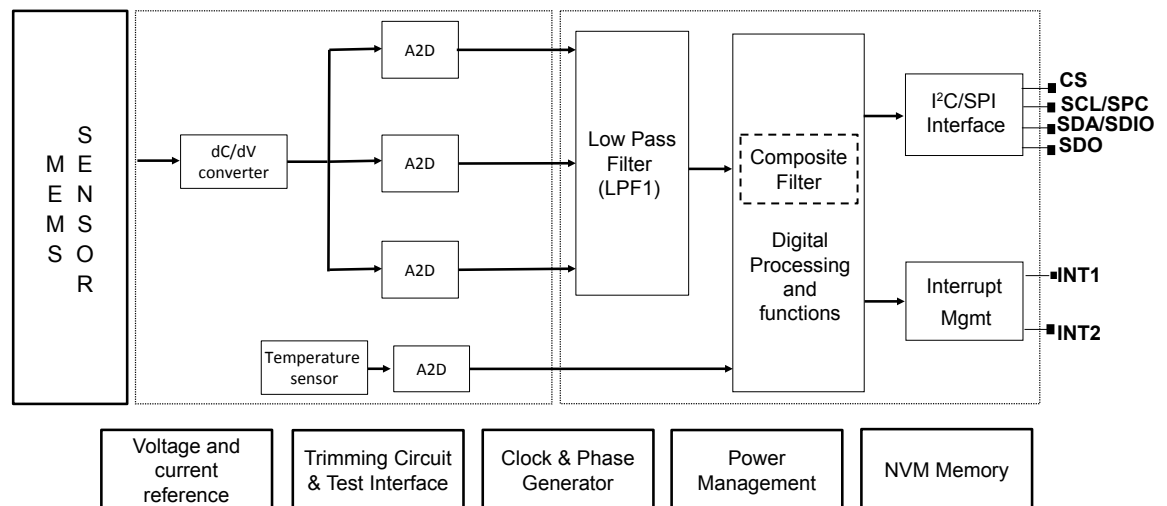 MEMS
SENSOR
dC/dV
converter
A2D
A2D
A2D
Temperature
sensor
A2D
Low Pass
Filter
(LPF1)
Composite
Filter
Digital
Processing
and
functions
I²C/SPI
Interface
CS
SCL/SPC
SDA/SDIO
SDO
Interrupt
Mgmt
INT1
INT2
Voltage and
current
reference
Trimming Circuit
& Test Interface
Clock & Phase
Generator
Power
Management
NVM Memory